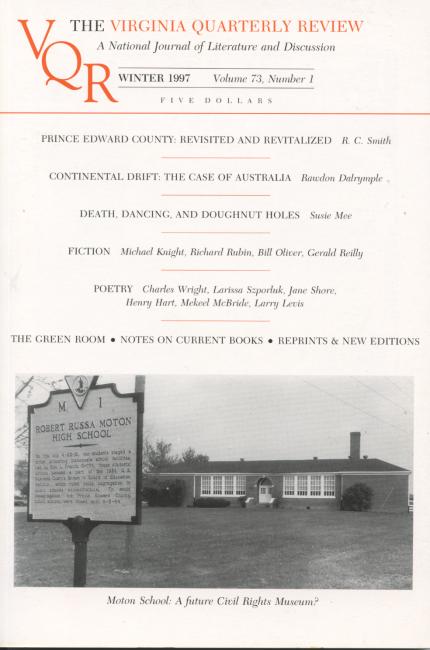 THE VIRGINIA QUARTERLY REVIEW
A National Journal of Literature and Discussion
VQR
WINTER 1997 Volume 73, Number 1
FIVE DOLLARS
PRINCE EDWARD COUNTY: REVISITED AND REVITALIZED R. C. Smith
CONTINENTAL DRIFT: THE CASE OF AUSTRALIA Rawdon Dalrymple
DEATH, DANCING, AND DOUGHNUT HOLES Susie Mee
FICTION Michael Knight, Richard Rubin, Bill Oliver, Gerald Reilly
POETRY Charles Wright, Larissa Szporluk, Jane Shore,
Henry Hart, Mekeel McBride, Larry Levis
THE GREEN ROOM • NOTES ON CURRENT BOOKS • REPRINTS & NEW EDITIONS
M 1
ROBERT RUSSA MOTON
HIGH SCHOOL
Moton School: A future Civil Rights Museum?